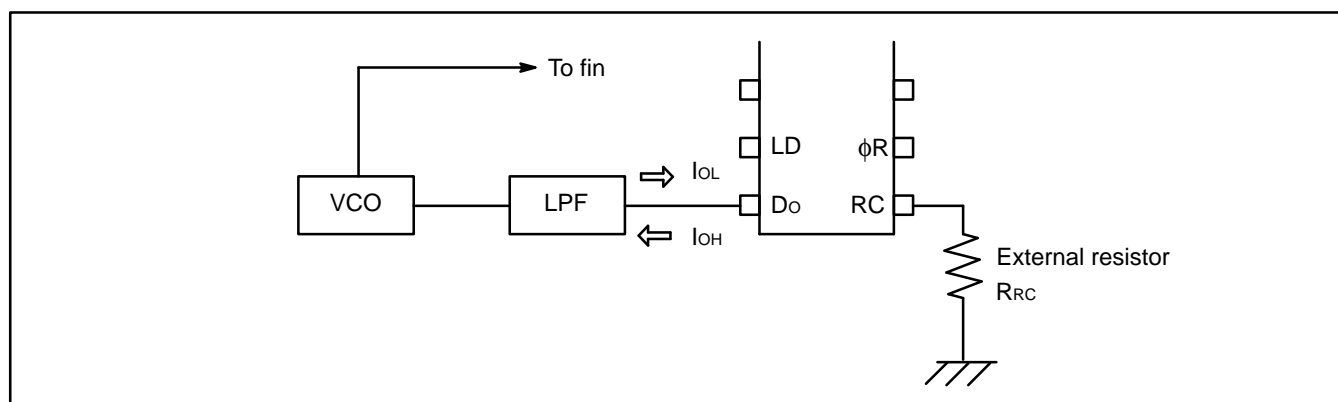 To fin
LD
ϕR
IOL
VCO
LPF
DO
RC
IOH
External resistor
RRC